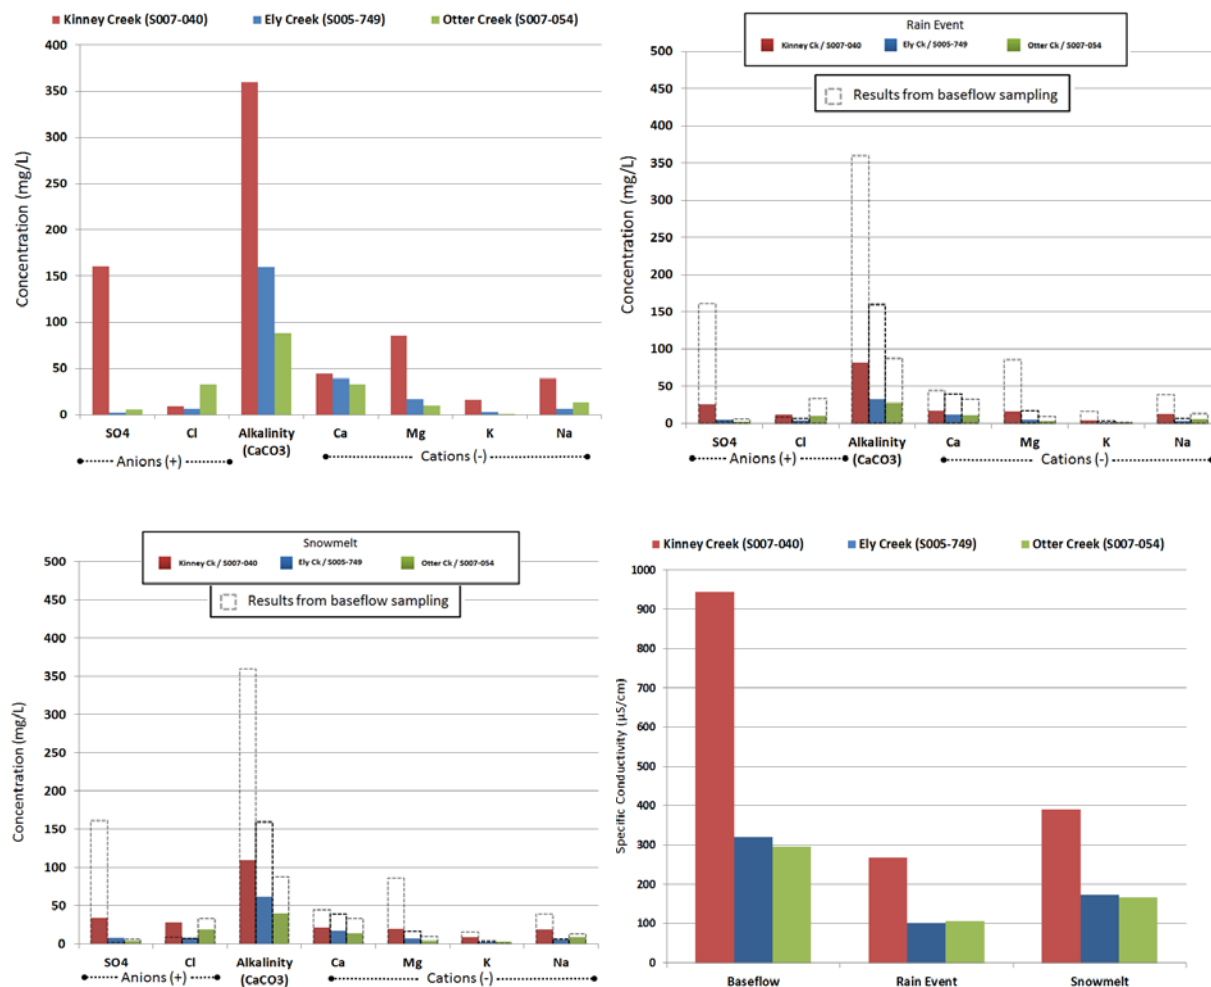 Kinney Creek (S007-040) Ely Creek (S005-749) Otter Creek (S007-054)
400
350
300
250
200
150
100
50
0
Concentration (mg/L)
SO4 Cl Alkalinity (CaCO3) Ca Mg K Na
Anions (+) Cations (-)
Rain Event
Kinney Ck / S007-040 Ely Ck / S005-749 Otter Ck / S007-054
Results from baseflow sampling
500
450
400
350
300
250
200
150
100
50
0
Concentration (mg/L)
SO4 Cl Alkalinity (CaCO3) Ca Mg K Na
Anions (+) Cations (-)
Snowmelt
Kinney Ck / S007-040 Ely Ck / S005-749 Otter Ck / S007-054
Results from baseflow sampling
500
450
400
350
300
250
200
150
100
50
0
Concentration (mg/L)
SO4 Cl Alkalinity (CaCO3) Ca Mg K Na
Anions (+) Cations (-)
Kinney Creek (S007-040) Ely Creek (S005-749) Otter Creek (S007-054)
1000
900
800
700
600
500
400
300
200
100
0
Specific Conductivity (µS/cm)
Baseflow Rain Event Snowmelt